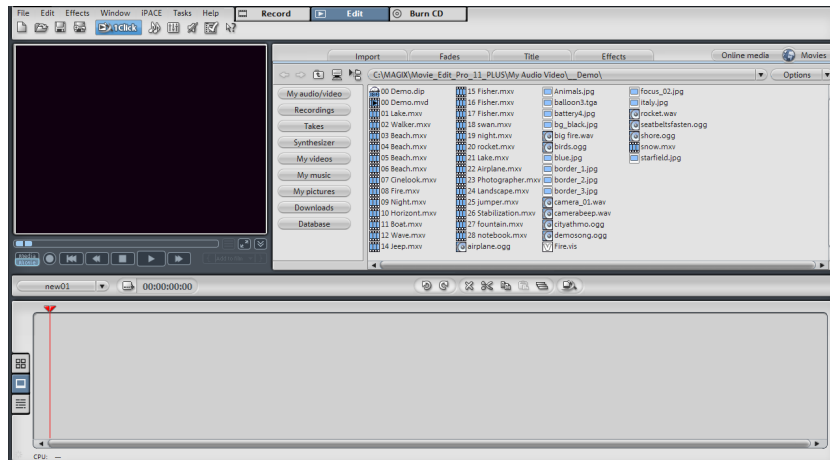 File Edit Effects Window iPACE Tasks Help Record Edit Burn CD
1Click
Import Fades Title Effects Online media Movies
C:\MAGIX\Movie_Edit_Pro_11_PLUS\My Audio Video\__Demo\ Options
My audio/video
Recordings
Takes
Synthesizer
My videos
My music
My pictures
Downloads
Database
00 Demo.dip
00 Demo.mvd
01 Lake.mxv
02 Walker.mxv
03 Beach.mxv
04 Beach.mxv
05 Beach.mxv
06 Beach.mxv
07 Cinelook.mxv
08 Fire.mxv
09 Night.mxv
10 Horizont.mxv
11 Boat.mxv
12 Wave.mxv
14 Jeep.mxv
15 Fisher.mxv
16 Fisher.mxv
17 Fisher.mxv
18 swan.mxv
19 night.mxv
20 rocket.mxv
21 Lake.mxv
22 Airplane.mxv
23 Photographer.mxv
24 Landscape.mxv
25 jumper.mxv
26 Stabilization.mxv
27 fountain.mxv
28 notebook.mxv
airplane.ogg
Animals.jpg
balloon3.tga
battery4.jpg
bg_black.jpg
big fire.wav
birds.ogg
blue.jpg
border_1.jpg
border_2.jpg
border_3.jpg
camera_01.wav
camerabeep.wav
cityathmo.ogg
demosong.ogg
Fire.vis
focus_02.jpg
italy.jpg
rocket.wav
seatbeltsfasten.ogg
shore.ogg
snow.mxv
starfield.jpg
new01 00:00:00:00
CPU: —